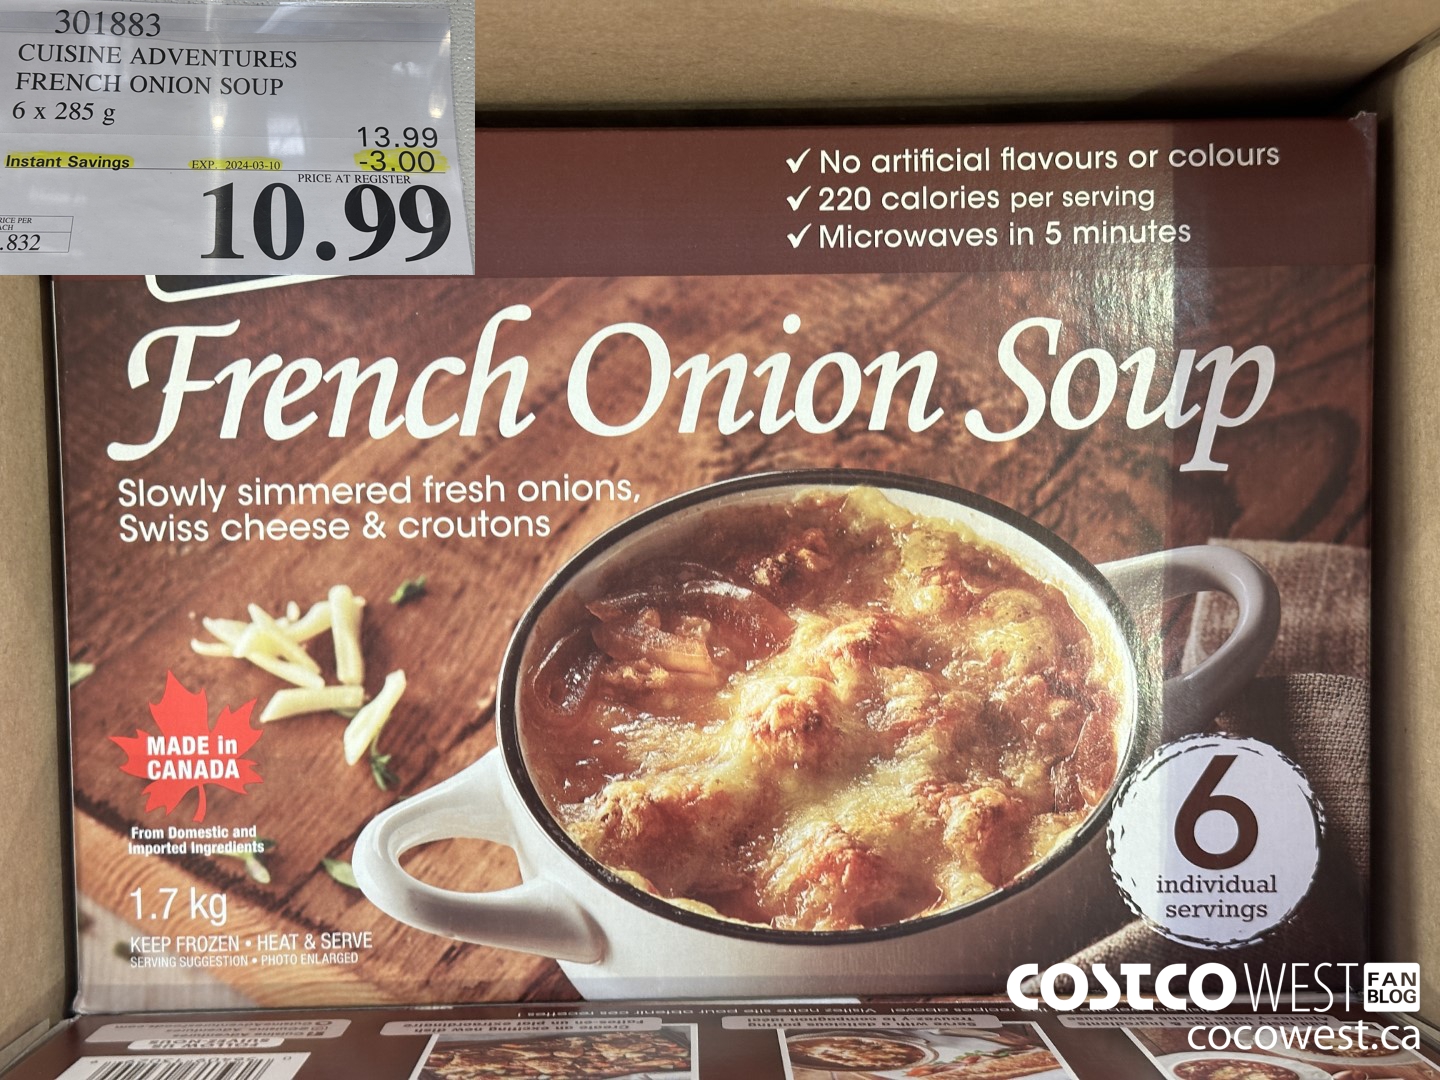 301883
CUISINE ADVENTURES
FRENCH ONION SOUP
6 x 285 g
13.99
Instant Savings EXP. 2024-03-10 -3.00
PRICE AT REGISTER
10.99
.832
✓ No artificial flavours or colours
✓ 220 calories per serving
✓ Microwaves in 5 minutes
French Onion Soup
Slowly simmered fresh onions,
Swiss cheese & croutons
MADE in
CANADA
From Domestic and
Imported Ingredients
1.7 kg
KEEP FROZEN • HEAT & SERVE
SERVING SUGGESTION • PHOTO ENLARGED
6
individual
servings
COSTCO WEST FAN BLOG
cocowest.ca